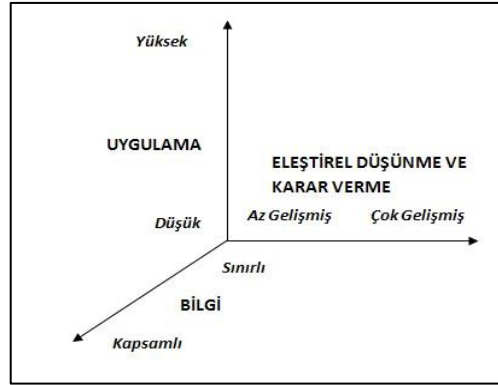 Yüksek
UYGULAMA
ELEŞTİREL DÜŞÜNME VE
KARAR VERME
Düşük
Az Gelişmiş
Çok Gelişmiş
Sınırlı
BİLGİ
Kapsamlı